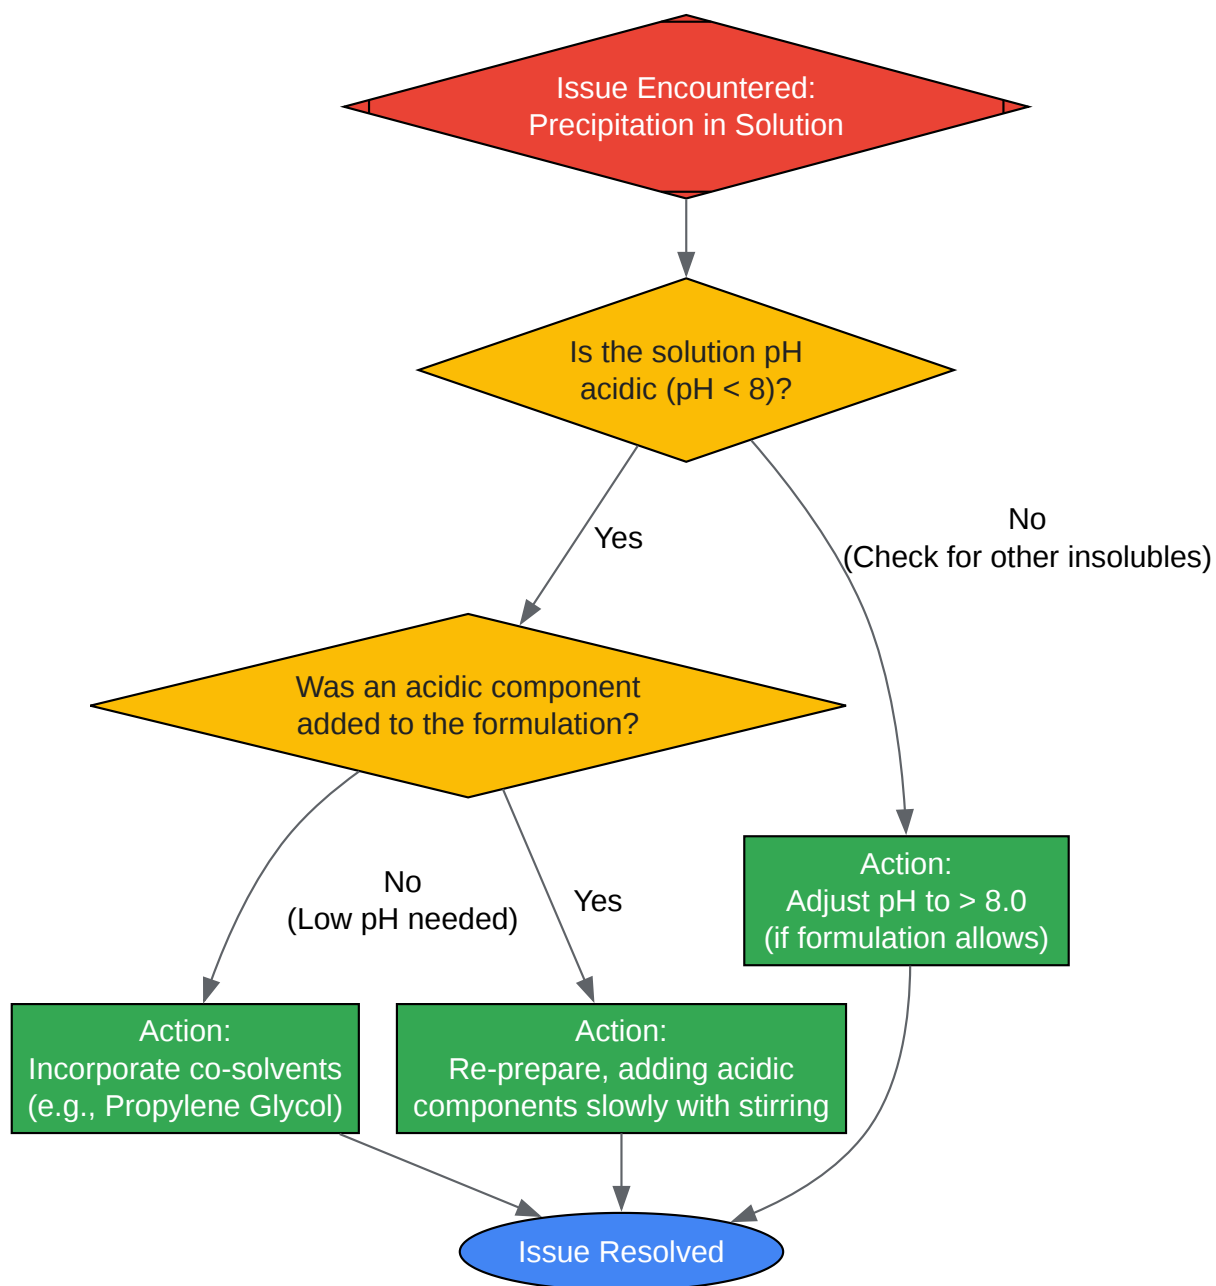 Issue Encountered:
Precipitation in Solution
Is the solution pH
acidic (pH < 8)?
Yes
No
(Check for other insolubles)
Was an acidic component
added to the formulation?
No
(Low pH needed)
Yes
Action:
Adjust pH to > 8.0
(if formulation allows)
Action:
Incorporate co-solvents
(e.g., Propylene Glycol)
Action:
Re-prepare, adding acidic
components slowly with stirring
Issue Resolved